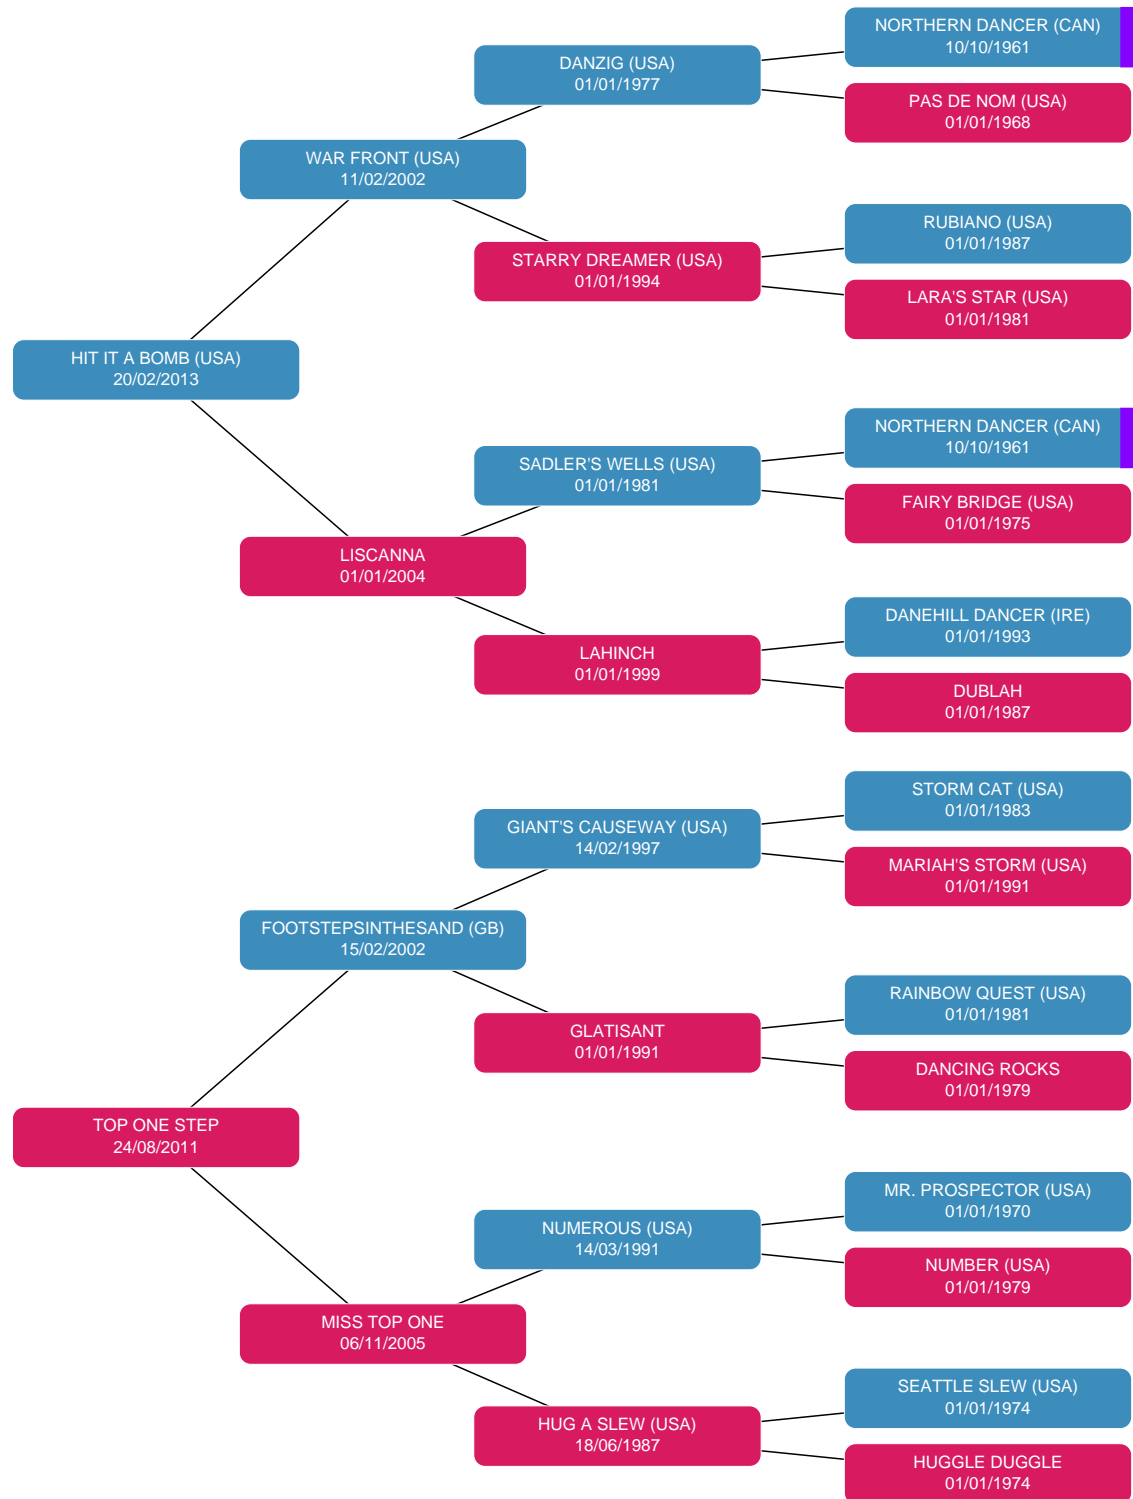 NORTHERN DANCER (CAN)
10/10/1961
DANZIG (USA)
01/01/1977
PAS DE NOM (USA)
01/01/1968
WAR FRONT (USA)
11/02/2002
RUBIANO (USA)
01/01/1987
STARRY DREAMER (USA)
01/01/1994
LARA'S STAR (USA)
01/01/1981
HIT IT A BOMB (USA)
20/02/2013
NORTHERN DANCER (CAN)
10/10/1961
SADLER'S WELLS (USA)
01/01/1981
FAIRY BRIDGE (USA)
01/01/1975
LISCANNA
01/01/2004
DANEHILL DANCER (IRE)
01/01/1993
LAHINCH
01/01/1999
DUBLAH
01/01/1987
STORM CAT (USA)
01/01/1983
GIANT'S CAUSEWAY (USA)
14/02/1997
MARIAH'S STORM (USA)
01/01/1991
FOOTSTEPSINTHESAND (GB)
15/02/2002
RAINBOW QUEST (USA)
01/01/1981
GLATISANT
01/01/1991
DANCING ROCKS
01/01/1979
TOP ONE STEP
24/08/2011
MR. PROSPECTOR (USA)
01/01/1970
NUMEROUS (USA)
14/03/1991
NUMBER (USA)
01/01/1979
MISS TOP ONE
06/11/2005
SEATTLE SLEW (USA)
01/01/1974
HUG A SLEW (USA)
18/06/1987
HUGGLE DUGGLE
01/01/1974